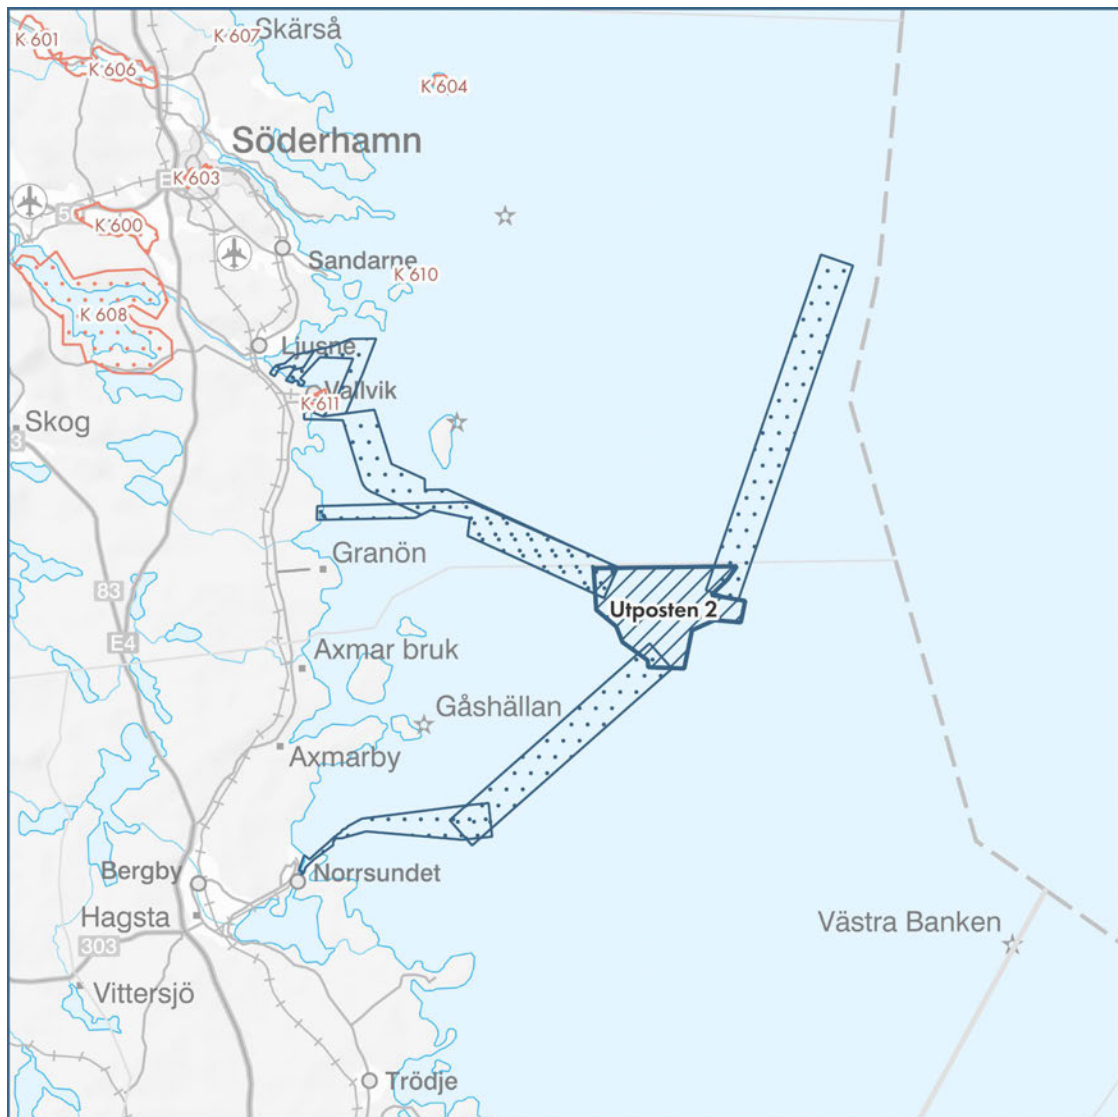 K 601
K 607
Skärså
K 606
K 604
Söderhamn
K 603
50
K 600
Sandarne
K 610
K 608
Ljusne
Vallvik
K 611
Skog
83
Granön
E4
Utposten 2
Axmar bruk
Gåshällan
Axmarby
Bergby
Norrsundet
Hagsta
303
Västra Banken
Vittersjö
Trödje